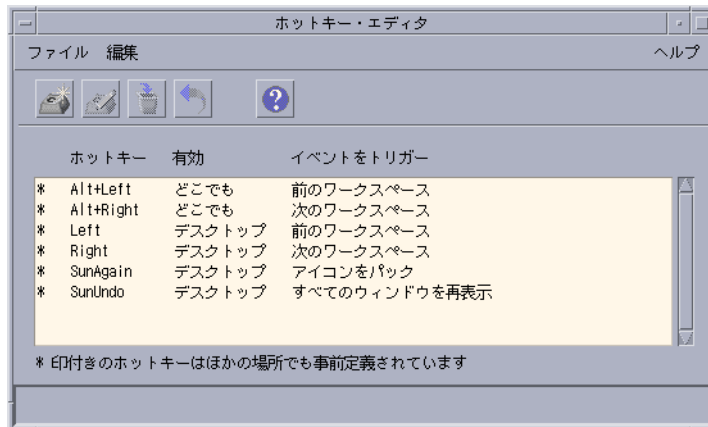 ホットキー・エディタ
ファイル 編集 ヘルプ
ホットキー 有効 イベントをトリガー
* Alt+Left どこでも 前のワークスペース
* Alt+Right どこでも 次のワークスペース
* Left デスクトップ 前のワークスペース
* Right デスクトップ 次のワークスペース
* SunAgain デスクトップ アイコンをパック
* SunUndo デスクトップ すべてのウィンドウを再表示
* 印付きのホットキーはほかの場所でも事前定義されています